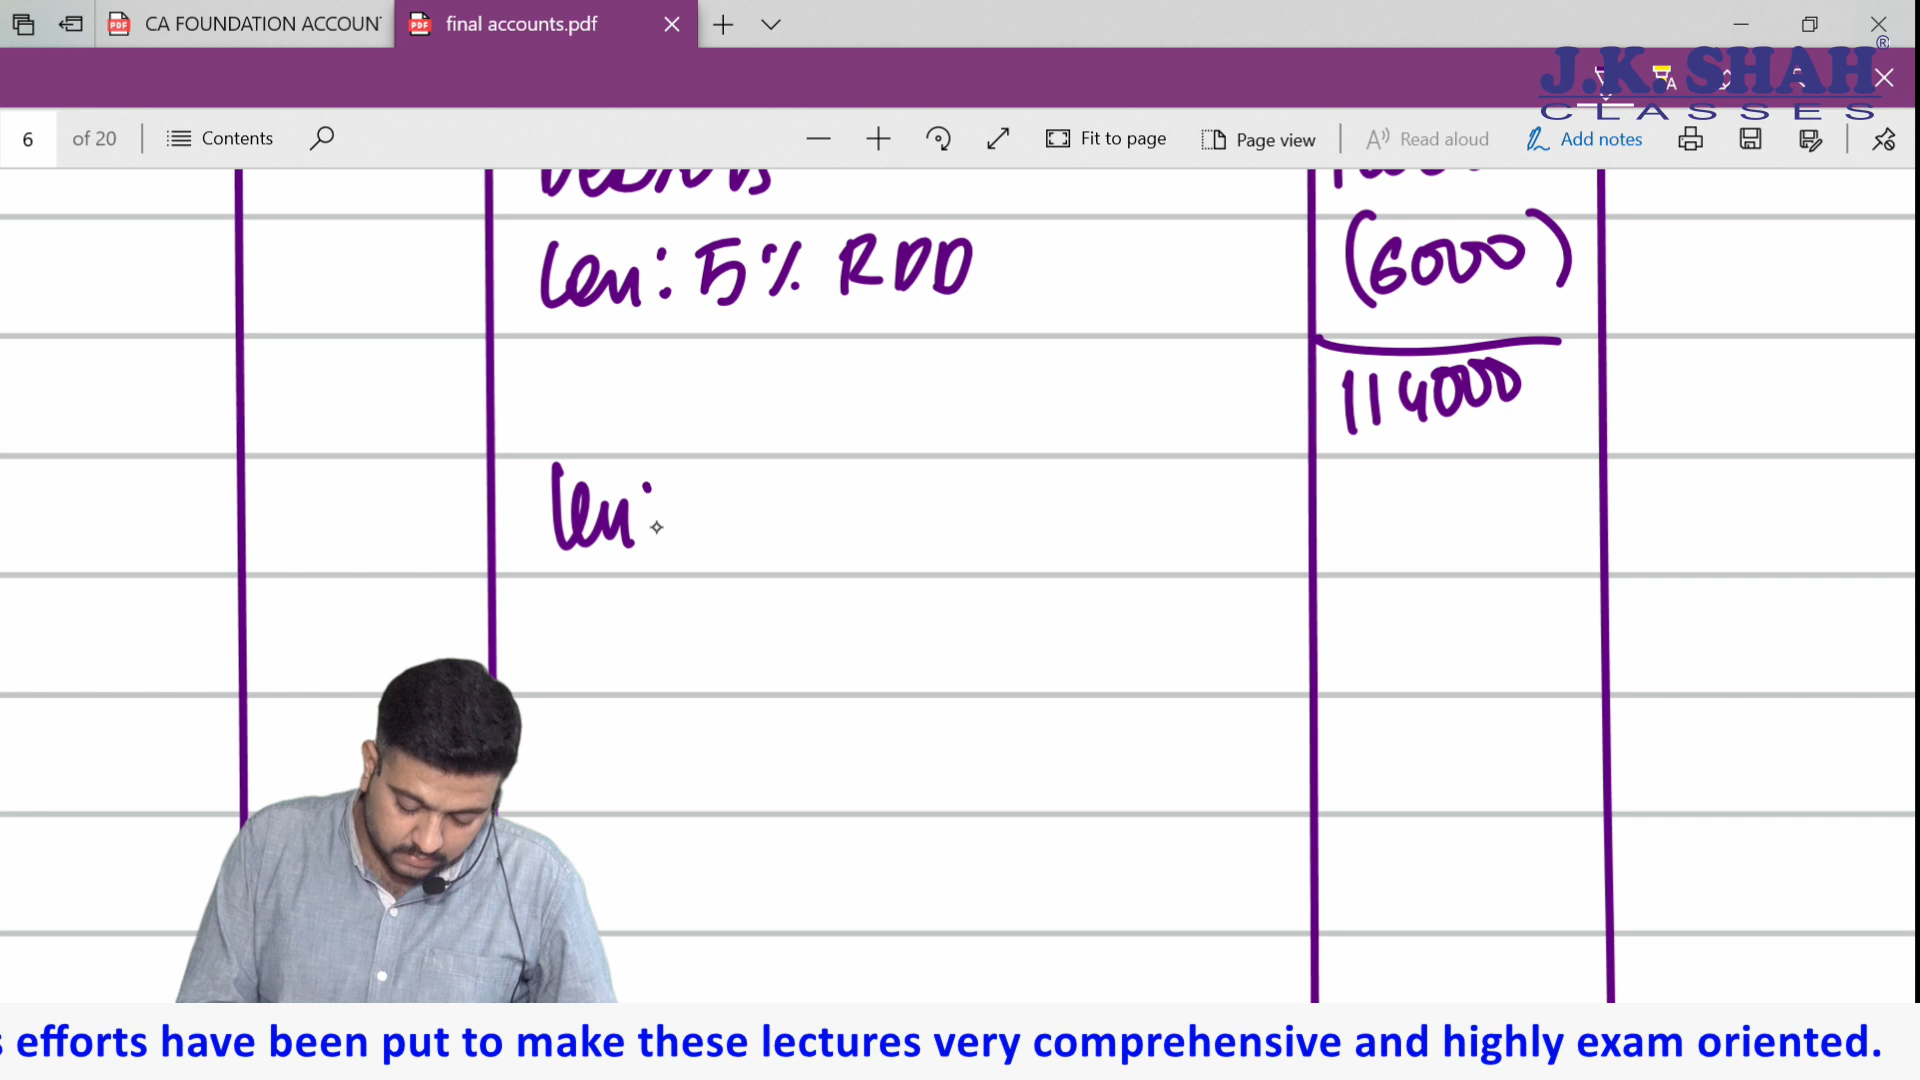 CA FOUNDATION ACCOUN
final accounts.pdf
J.K. SHAH®
CLASSES
6 of 20 Contents Fit to page Page view Read aloud Add notes
Debtors
Less: 5% RDD (6000)
114000
Less:
efforts have been put to make these lectures very comprehensive and highly exam oriented.